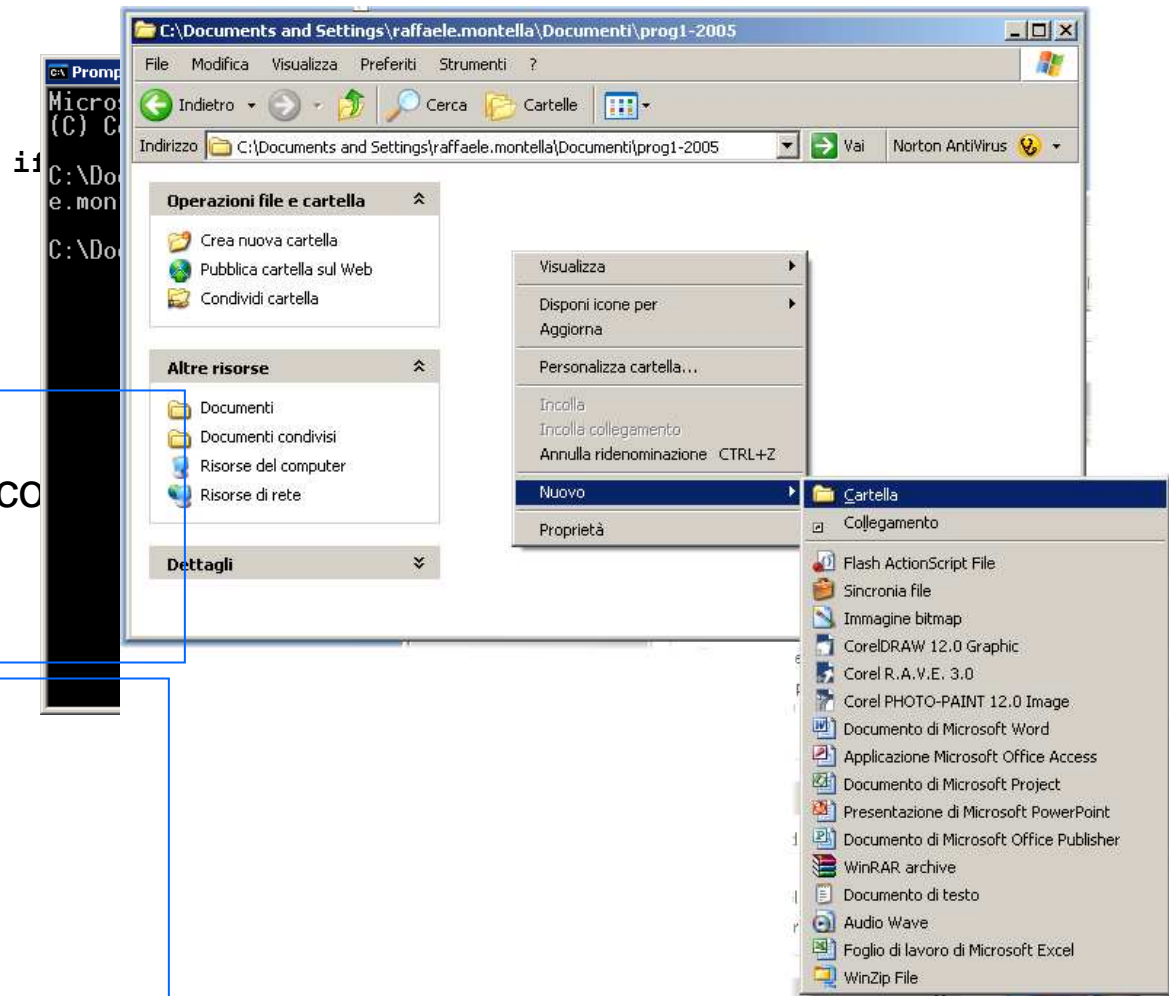 C:\Documents and Settings\raffaele.montella\Documenti\prog1-2005
File Modifica Visualizza Preferiti Strumenti ?
Indietro Cerca Cartelle
Indirizzo C:\Documents and Settings\raffaele.montella\Documenti\prog1-2005 Vai Norton AntiVirus
Operazioni file e cartella
Crea nuova cartella
Pubblica cartella sul Web
Condividi cartella
Altre risorse
Documenti
Documenti condivisi
Risorse del computer
Risorse di rete
Dettagli
Visualizza
Disponi icone per
Aggiorna
Personalizza cartella...
Incolla
Incolla collegamento
Annulla ridenominazione CTRL+Z
Nuovo
Proprietà
Cartella
Collegamento
Flash ActionScript File
Sincronia file
Immagine bitmap
CorelDRAW 12.0 Graphic
Corel R.A.V.E. 3.0
Corel PHOTO-PAINT 12.0 Image
Documento di Microsoft Word
Applicazione Microsoft Office Access
Documento di Microsoft Project
Presentazione di Microsoft PowerPoint
Documento di Microsoft Office Publisher
WinRAR archive
Documento di testo
Audio Wave
Foglio di lavoro di Microsoft Excel
WinZip File
Promp
Micros
(C) C
if
C:\Do
e.mon
C:\Do
co